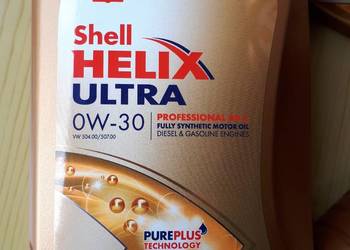 Shell
HELIX
ULTRA
0W-30
VW 504.00/507.00
PROFESSIONAL
FULLY SYNTHETIC MOTOR OIL
DIESEL & GASOLINE ENGINES
PUREPLUS
TECHNOLOGY